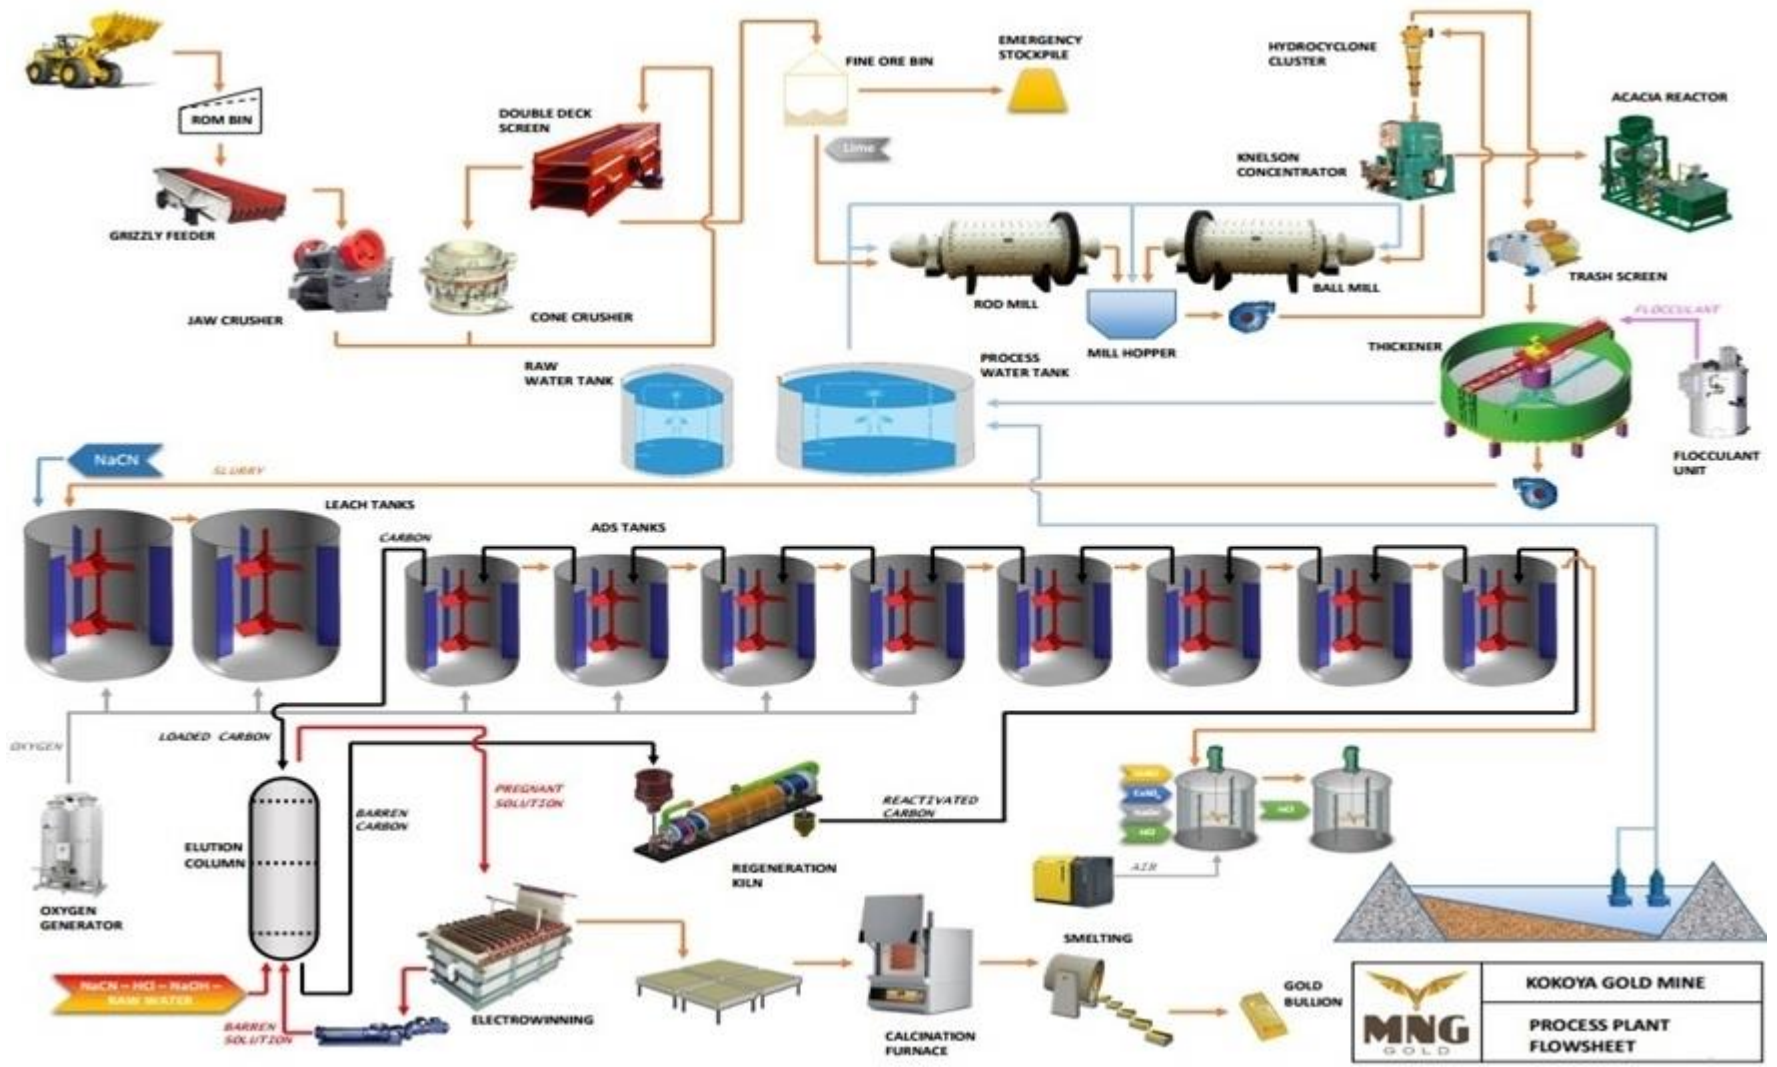 ROM BIN
GRIZZLY FEEDER
JAW CRUSHER
CONE CRUSHER
DOUBLE DECK
SCREEN
FINE ORE BIN
EMERGENCY
STOCKPILE
Lime
HYDROCYCLONE
CLUSTER
KNELSON
CONCENTRATOR
ACACIA REACTOR
ROD MILL
BALL MILL
MILL HOPPER
TRASH SCREEN
THICKENER
FLOCCULANT
FLOCCULANT
UNIT
RAW
WATER TANK
PROCESS
WATER TANK
NaCN
SLURRY
LEACH TANKS
CARBON
ADS TANKS
OXYGEN
LOADED CARBON
OXYGEN
GENERATOR
ELUTION
COLUMN
PREGNANT
SOLUTION
BARREN
CARBON
REGENERATION
KILN
REACTIVATED
CARBON
HCl
AIR
NaCN – HCl – NaOH –
RAW WATER
BARREN
SOLUTION
ELECTROWINNING
CALCINATION
FURNACE
SMELTING
GOLD
BULLION
MNG
GOLD
KOKOYA GOLD MINE
PROCESS PLANT
FLOWSHEET